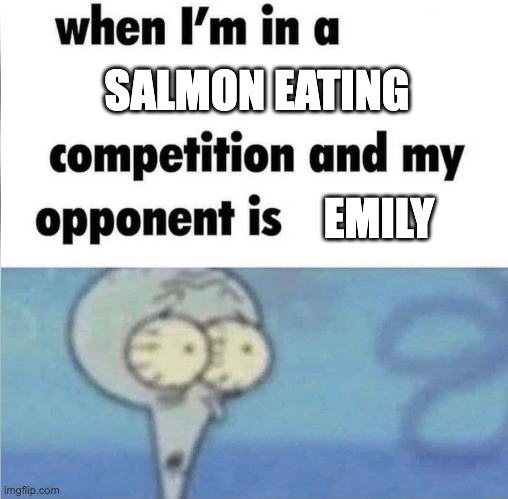 when I'm in a
SALMON EATING
competition and my
opponent is EMILY
imgflip.com